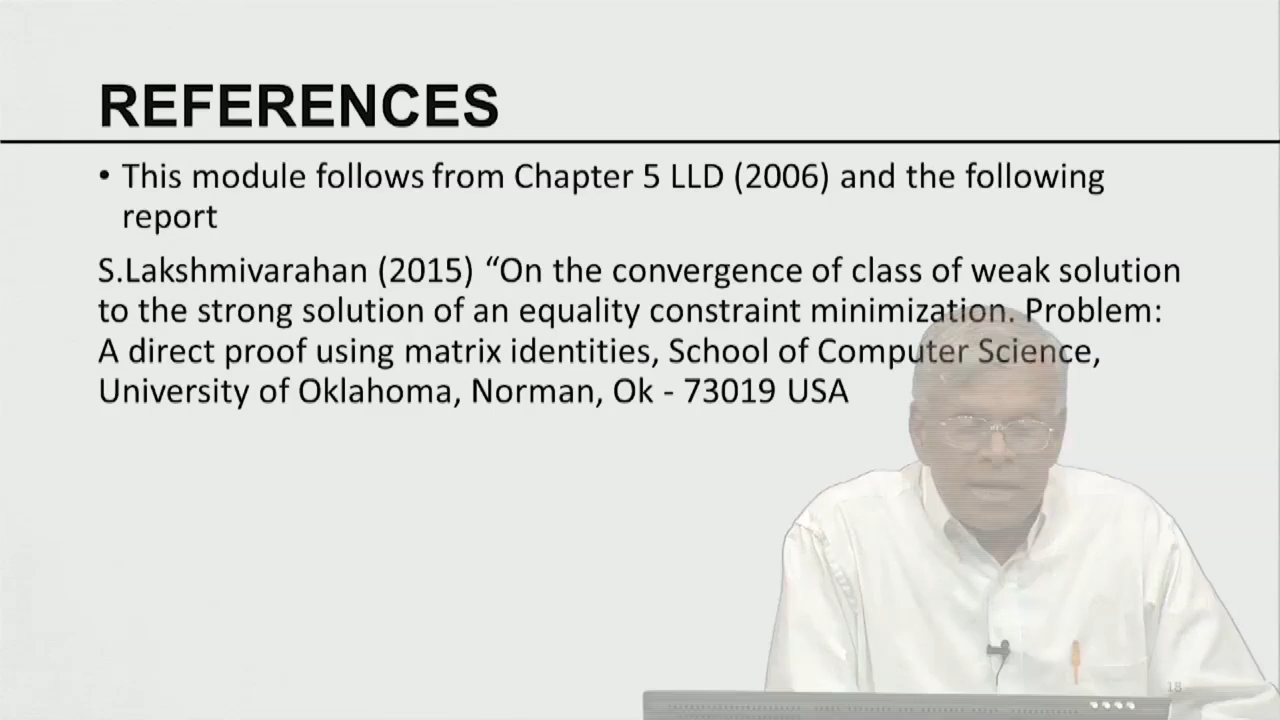 REFERENCES
• This module follows from Chapter 5 LLD (2006) and the following
report
S.Lakshmivarahan (2015) “On the convergence of class of weak solution
to the strong solution of an equality constraint minimization. Problem:
A direct proof using matrix identities, School of Computer Science,
University of Oklahoma, Norman, Ok - 73019 USA
18